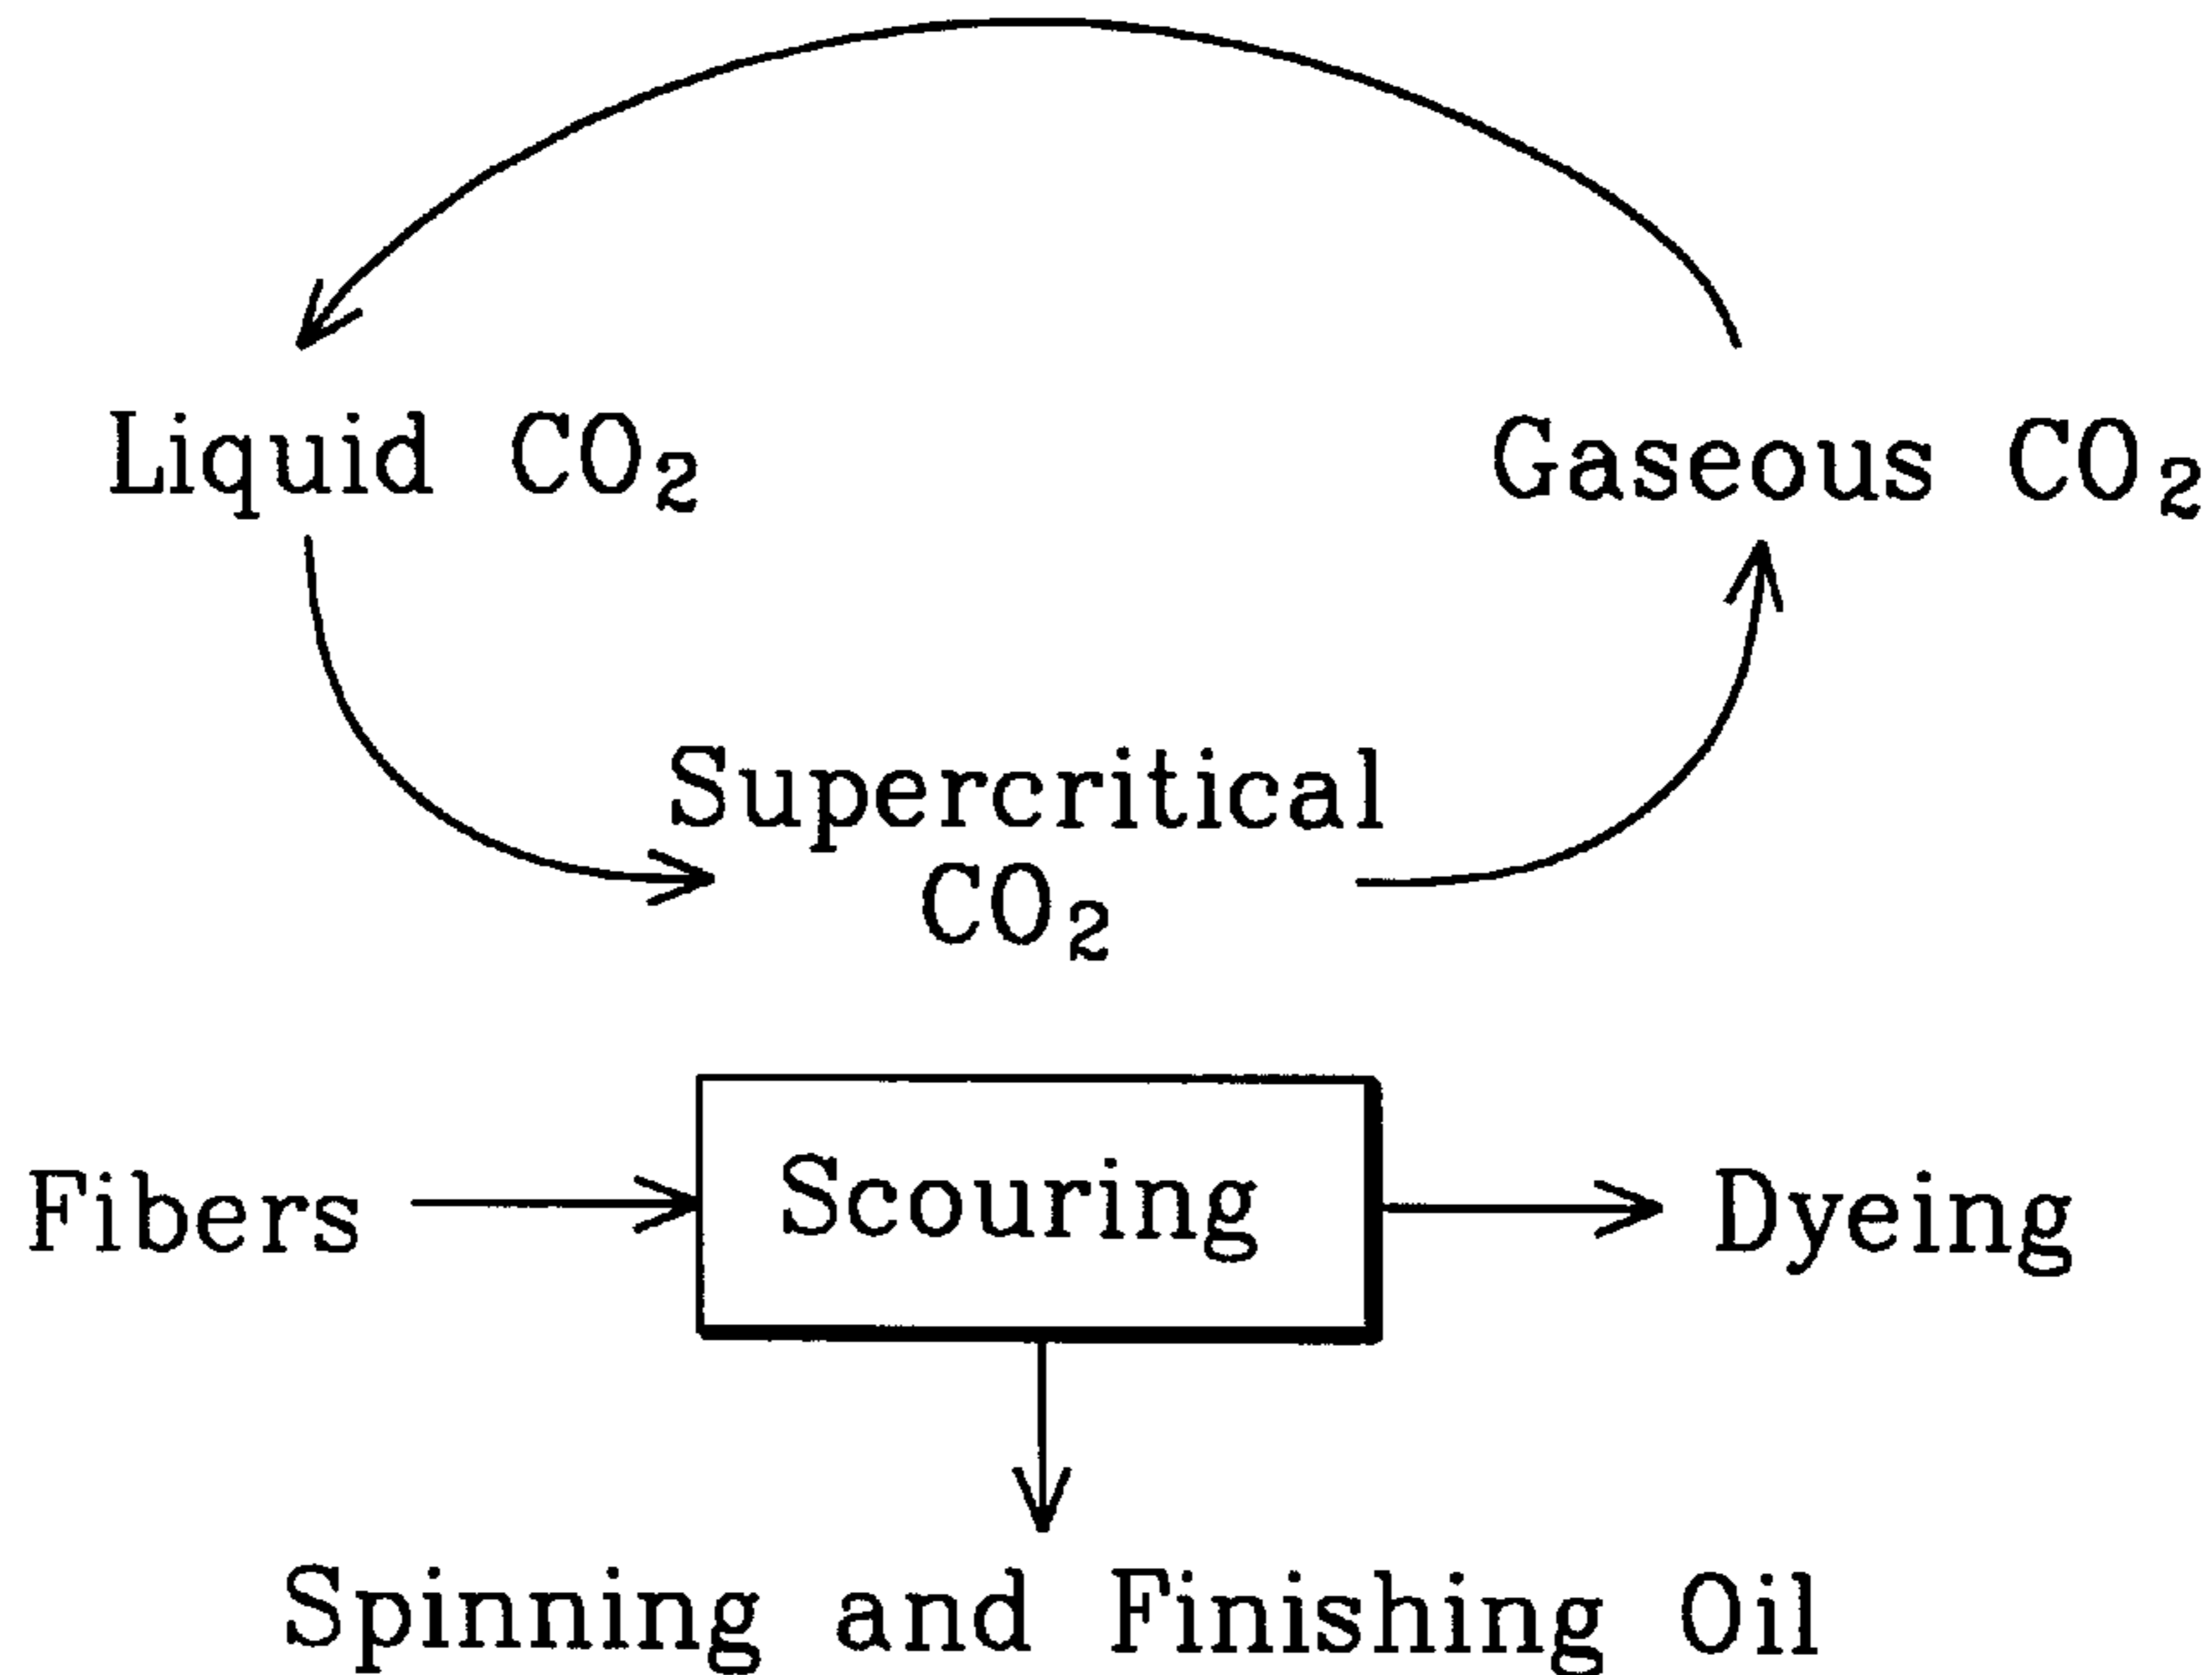 Liquid CO₂
Gaseous CO₂
Supercritical
CO₂
Fibers
Scouring
Dyeing
Spinning and Finishing Oil